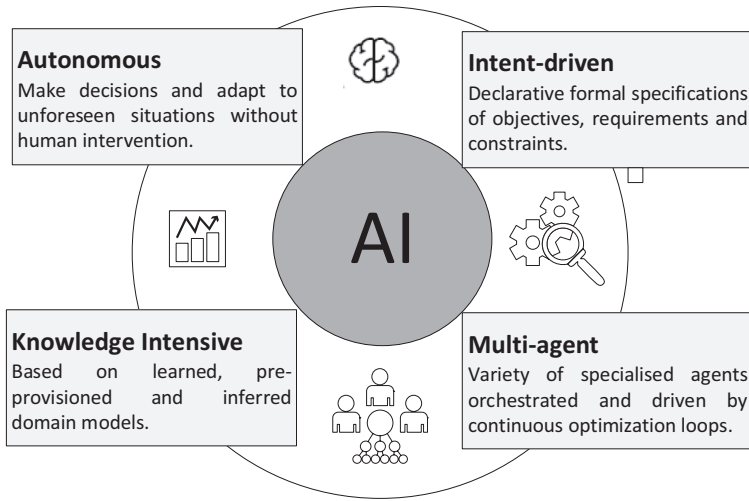 Autonomous
Make decisions and adapt to
unforeseen situations without
human intervention.
Intent-driven
Declarative formal specifications
of objectives, requirements and
constraints.
AI
Knowledge Intensive
Based on learned, pre-
provisioned and inferred
domain models.
Multi-agent
Variety of specialised agents
orchestrated and driven by
continuous optimization loops.